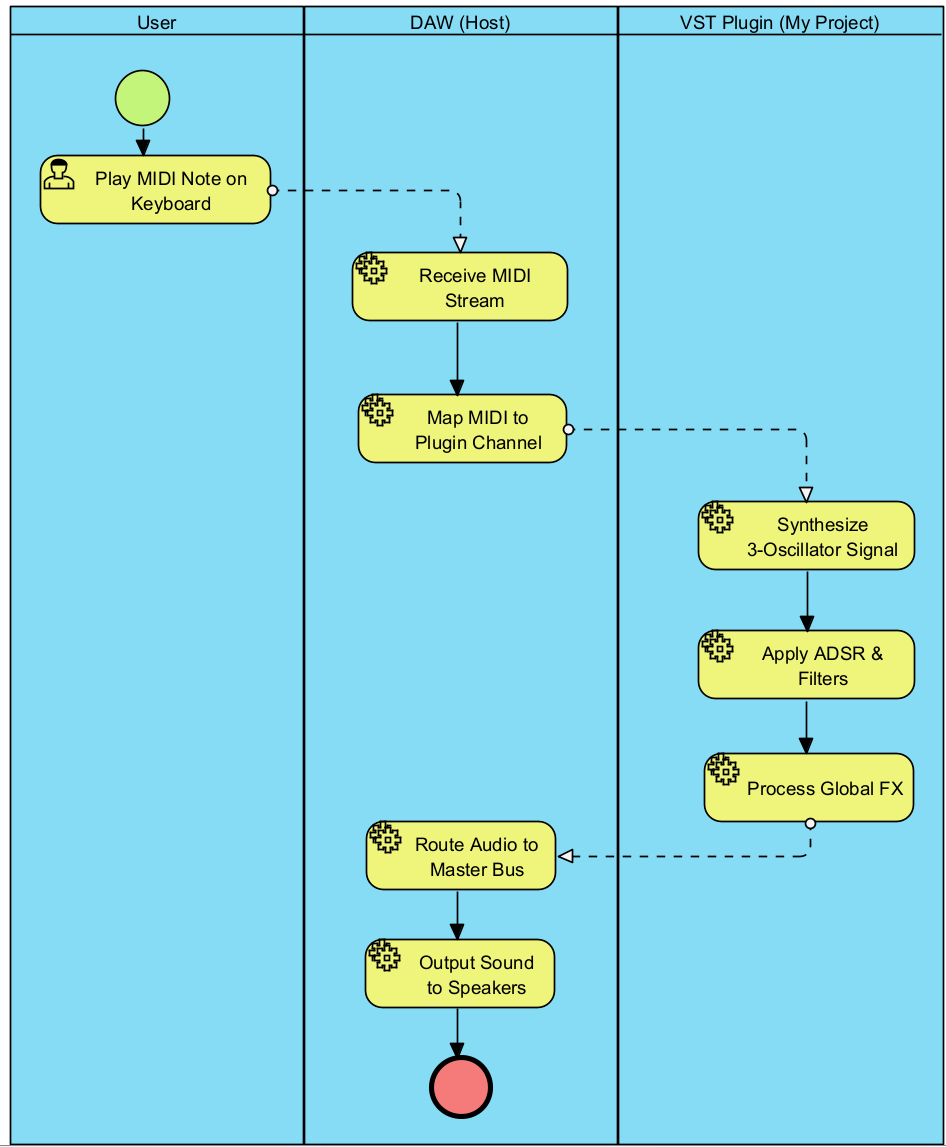 User
DAW (Host)
VST Plugin (My Project)
Play MIDI Note on
Keyboard
Receive MIDI
Stream
Map MIDI to
Plugin Channel
Synthesize
3-Oscillator Signal
Apply ADSR &
Filters
Process Global FX
Route Audio to
Master Bus
Output Sound
to Speakers